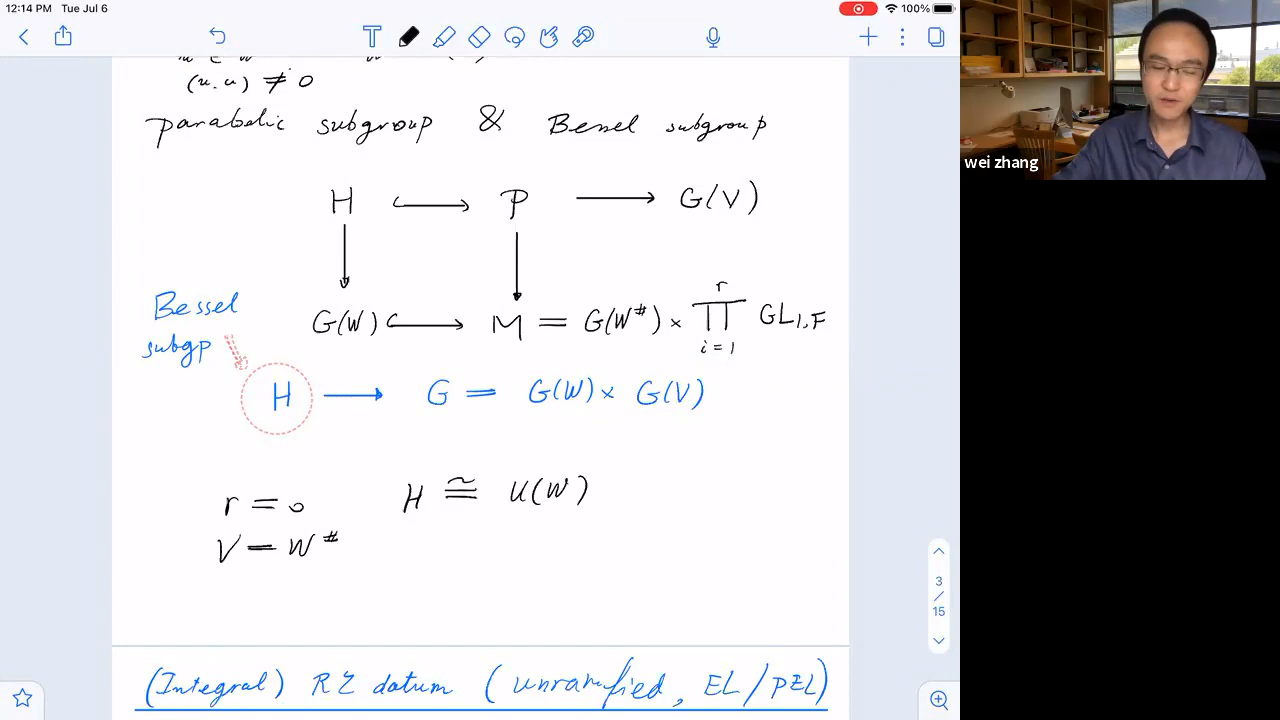 12:14 PM Tue Jul 6
100%
(u, u) ≠ 0
parabolic subgroup & Bessel subgroup
H ↪ P ⟶ G(V)
G(W) ↪ M = G(W^#) × ∏_{i=1}^{r} GL_{1,F}
Bessel
subgp
H ⟶ G = G(W) × G(V)
r = 0 H ≅ U(W)
V = W^#
3
/
15
(Integral) RZ datum (unramified, EL/PEL)
wei zhang